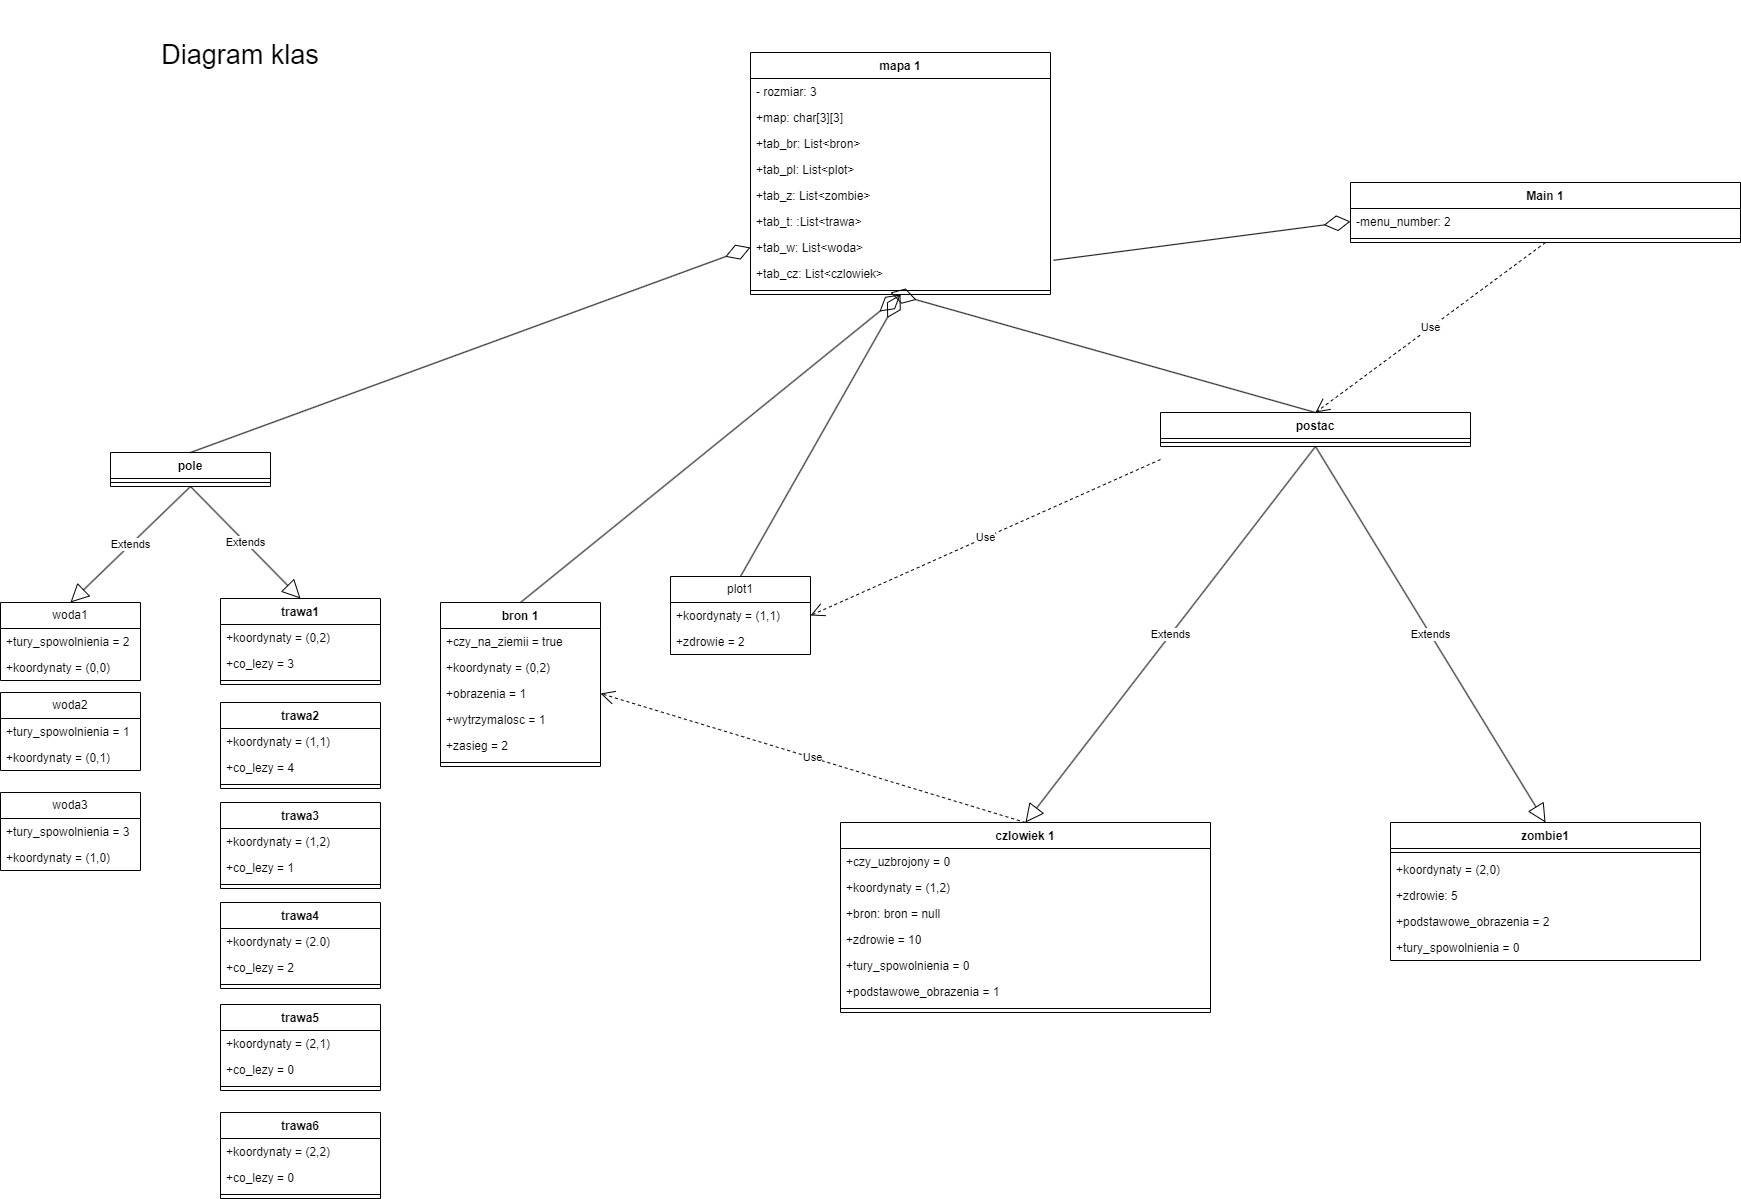 Diagram klas
mapa 1
- rozmiar: 3
+map: char[3][3]
+tab_br: List<bron>
+tab_pl: List<plot>
+tab_z: List<zombie>
+tab_t: :List<trawa>
+tab_w: List<woda>
+tab_cz: List<czlowiek>
Main 1
-menu_number: 2
Use
postac
pole
Extends
Extends
Use
woda1
+tury_spowolnienia = 2
+koordynaty = (0,0)
woda2
+tury_spowolnienia = 1
+koordynaty = (0,1)
woda3
+tury_spowolnienia = 3
+koordynaty = (1,0)
trawa1
+koordynaty = (0,2)
+co_lezy = 3
trawa2
+koordynaty = (1,1)
+co_lezy = 4
trawa3
+koordynaty = (1,2)
+co_lezy = 1
trawa4
+koordynaty = (2.0)
+co_lezy = 2
trawa5
+koordynaty = (2,1)
+co_lezy = 0
trawa6
+koordynaty = (2,2)
+co_lezy = 0
bron 1
+czy_na_ziemii = true
+koordynaty = (0,2)
+obrazenia = 1
+wytrzymalosc = 1
+zasieg = 2
plot1
+koordynaty = (1,1)
+zdrowie = 2
Extends
Extends
Use
czlowiek 1
+czy_uzbrojony = 0
+koordynaty = (1,2)
+bron: bron = null
+zdrowie = 10
+tury_spowolnienia = 0
+podstawowe_obrazenia = 1
zombie1
+koordynaty = (2,0)
+zdrowie: 5
+podstawowe_obrazenia = 2
+tury_spowolnienia = 0